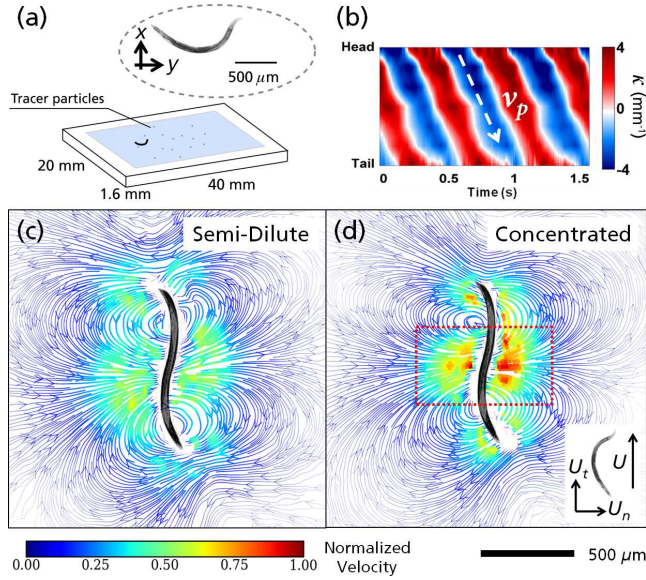 (a)
x
y
500 μm
Tracer particles
20 mm
1.6 mm
40 mm
(b)
Head
Tail
ν_p
0
0.5
1.0
1.5
Time (s)
4
0
-4
κ (mm⁻¹)
(c)
Semi-Dilute
(d)
Concentrated
U_t
U
U_n
0.00
0.25
0.50
0.75
1.00
Normalized
Velocity
500 μm